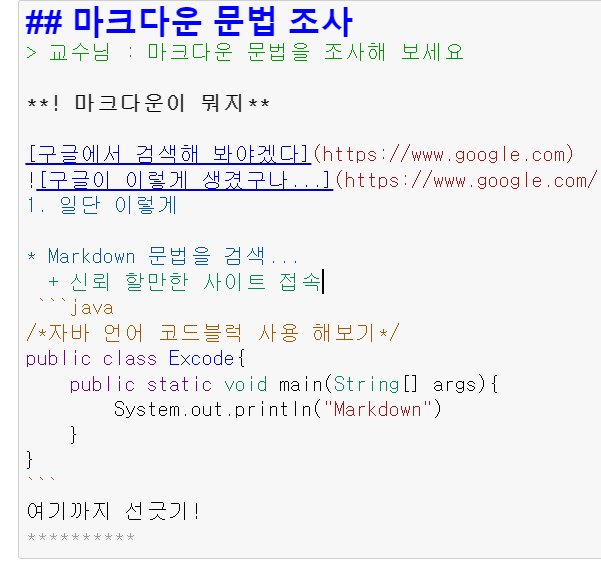 ## 마크다운 문법 조사
> 교수님 : 마크다운 문법을 조사해 보세요
**! 마크다운이 뭐지**
[구글에서 검색해 봐야겠다](https://www.google.com)
![구글이 이렇게 생겼구나...](https://www.google.com/
1. 일단 이렇게
* Markdown 문법을 검색...
  + 신뢰 할만한 사이트 접속
 ```java
/*자바 언어 코드블럭 사용 해보기*/
public class Excode{
    public static void main(String[] args){
        System.out.println("Markdown")
    }
}
```
여기까지 선긋기!
**********